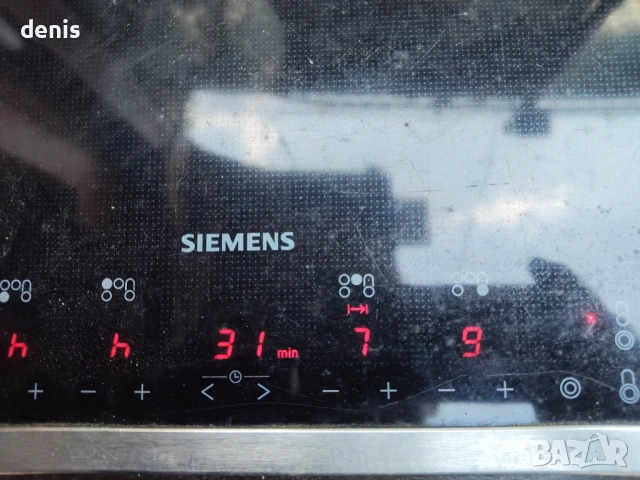 denis
SIEMENS
h h 31 min 7 9
+ − + < > − + − +
BAZAR